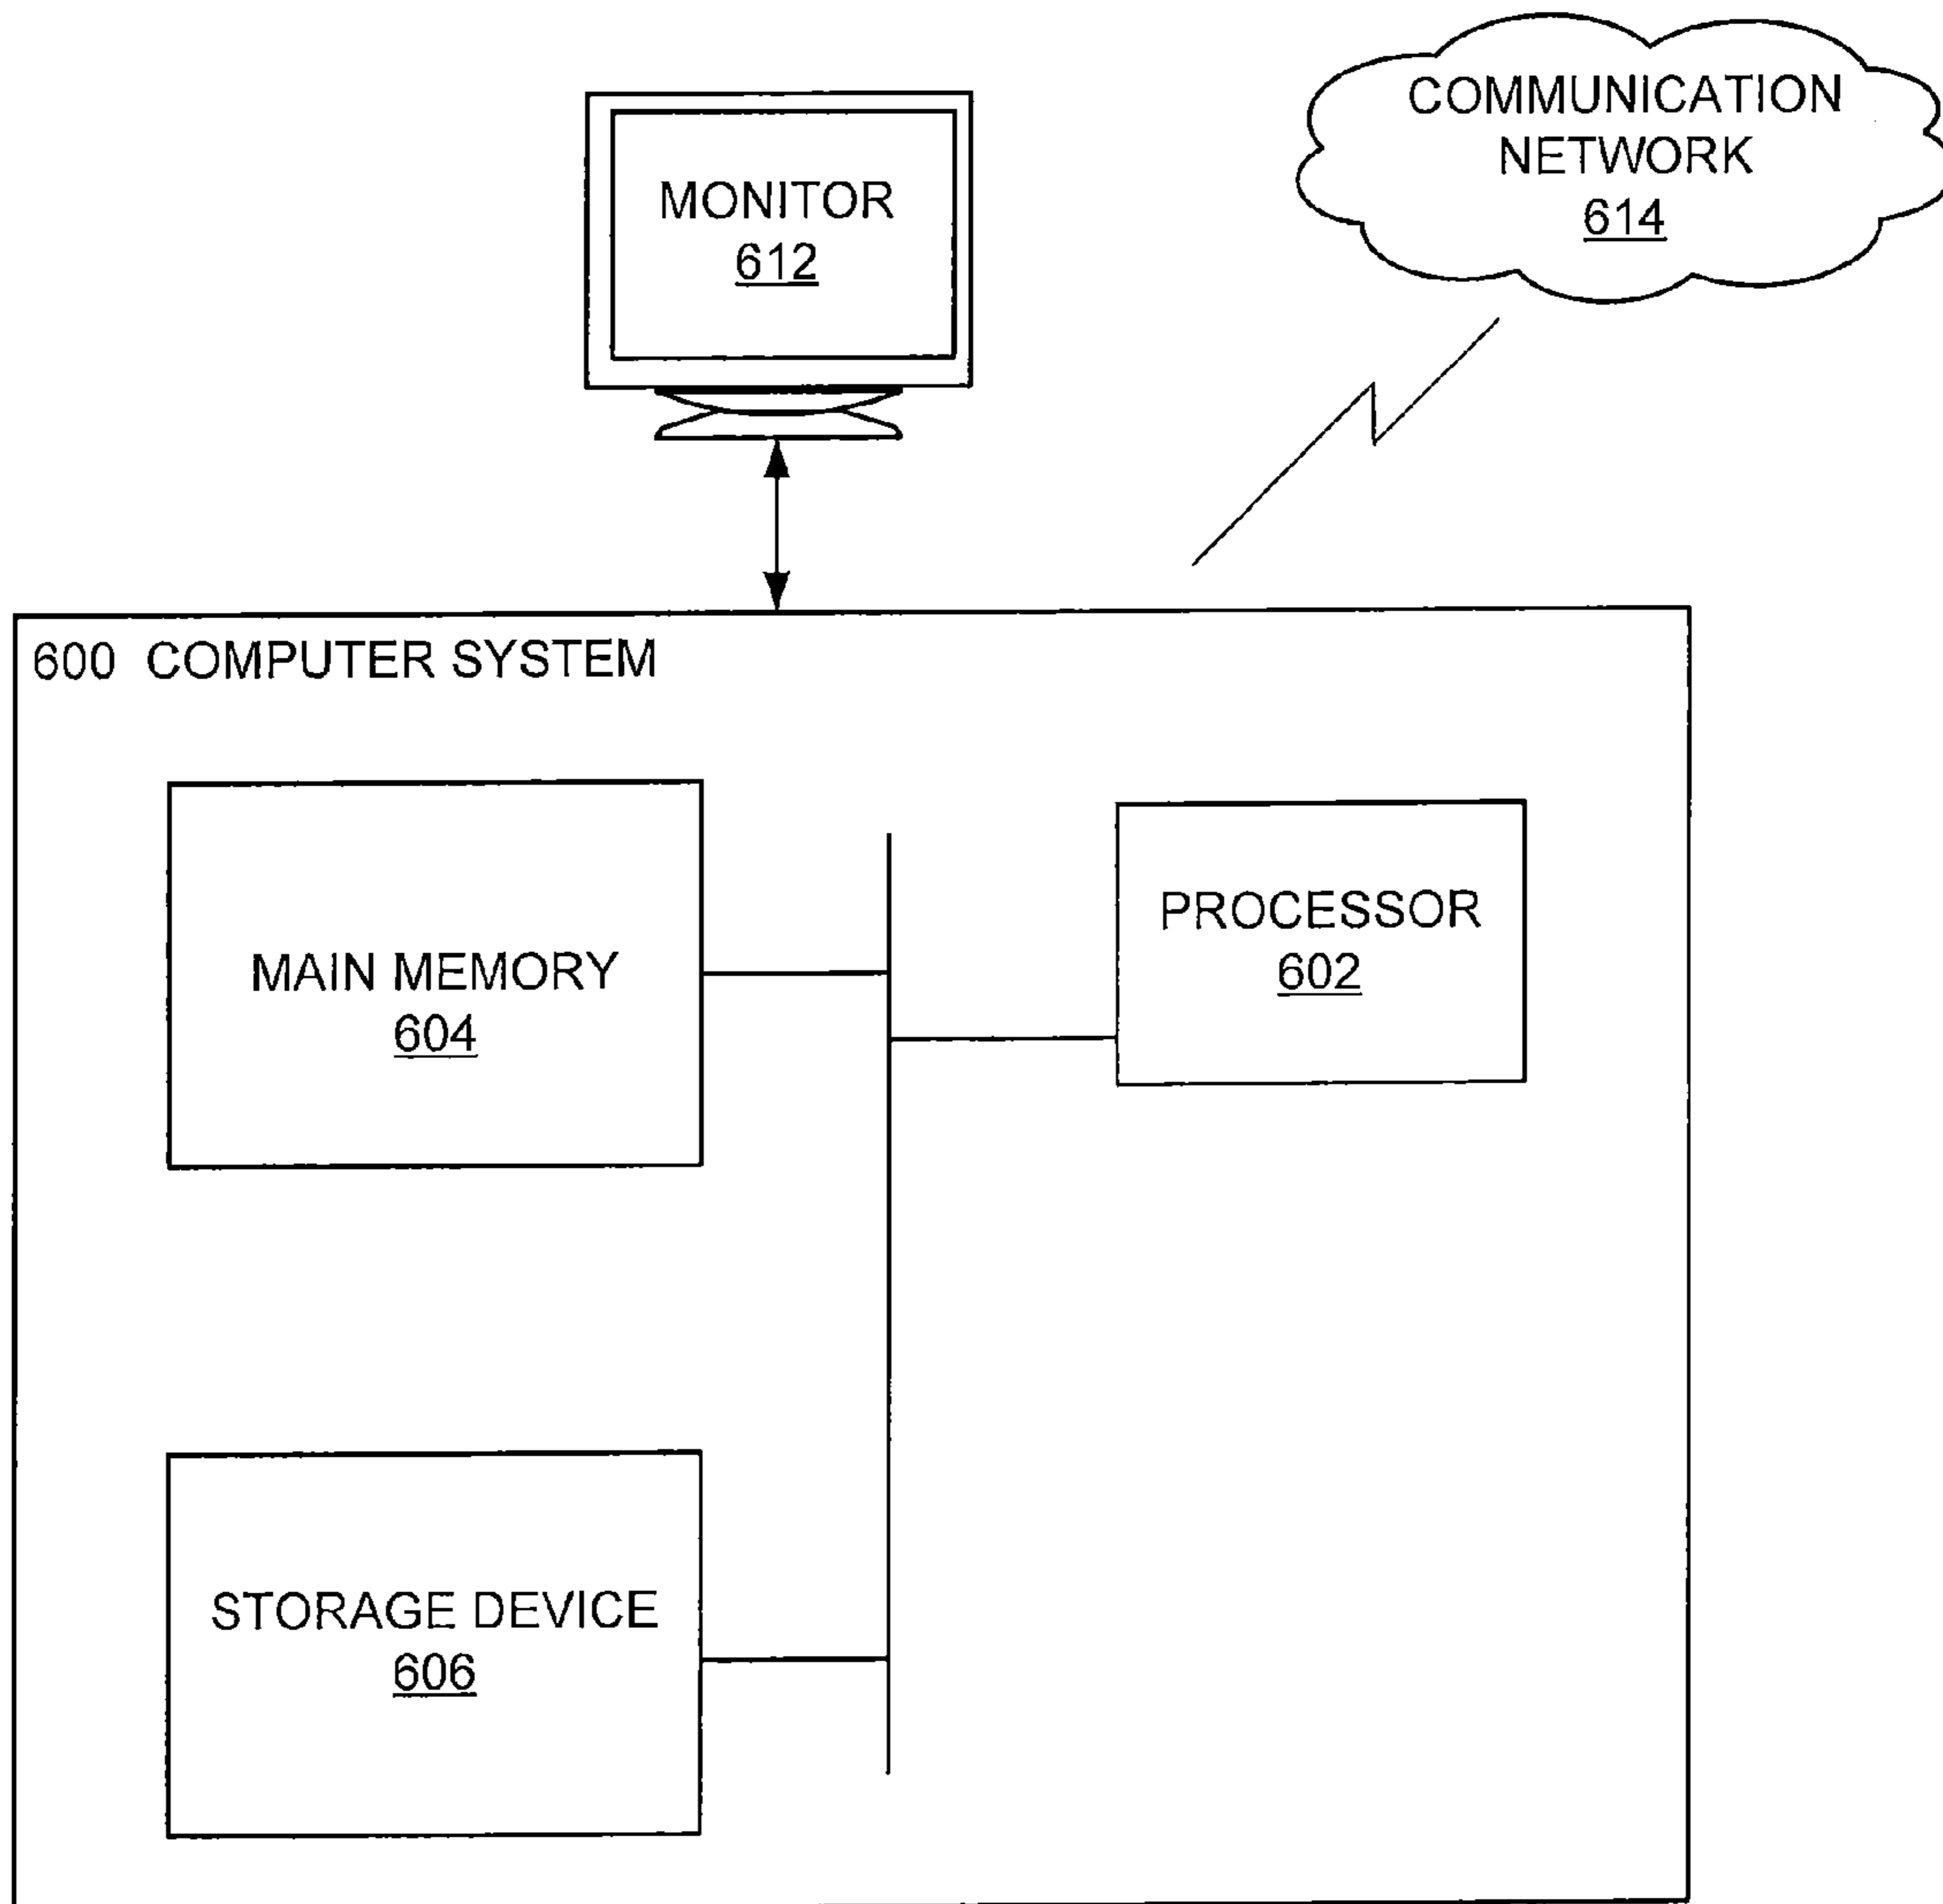 COMMUNICATION
NETWORK
614
MONITOR
612
600 COMPUTER SYSTEM
PROCESSOR
602
MAIN MEMORY
604
STORAGE DEVICE
606